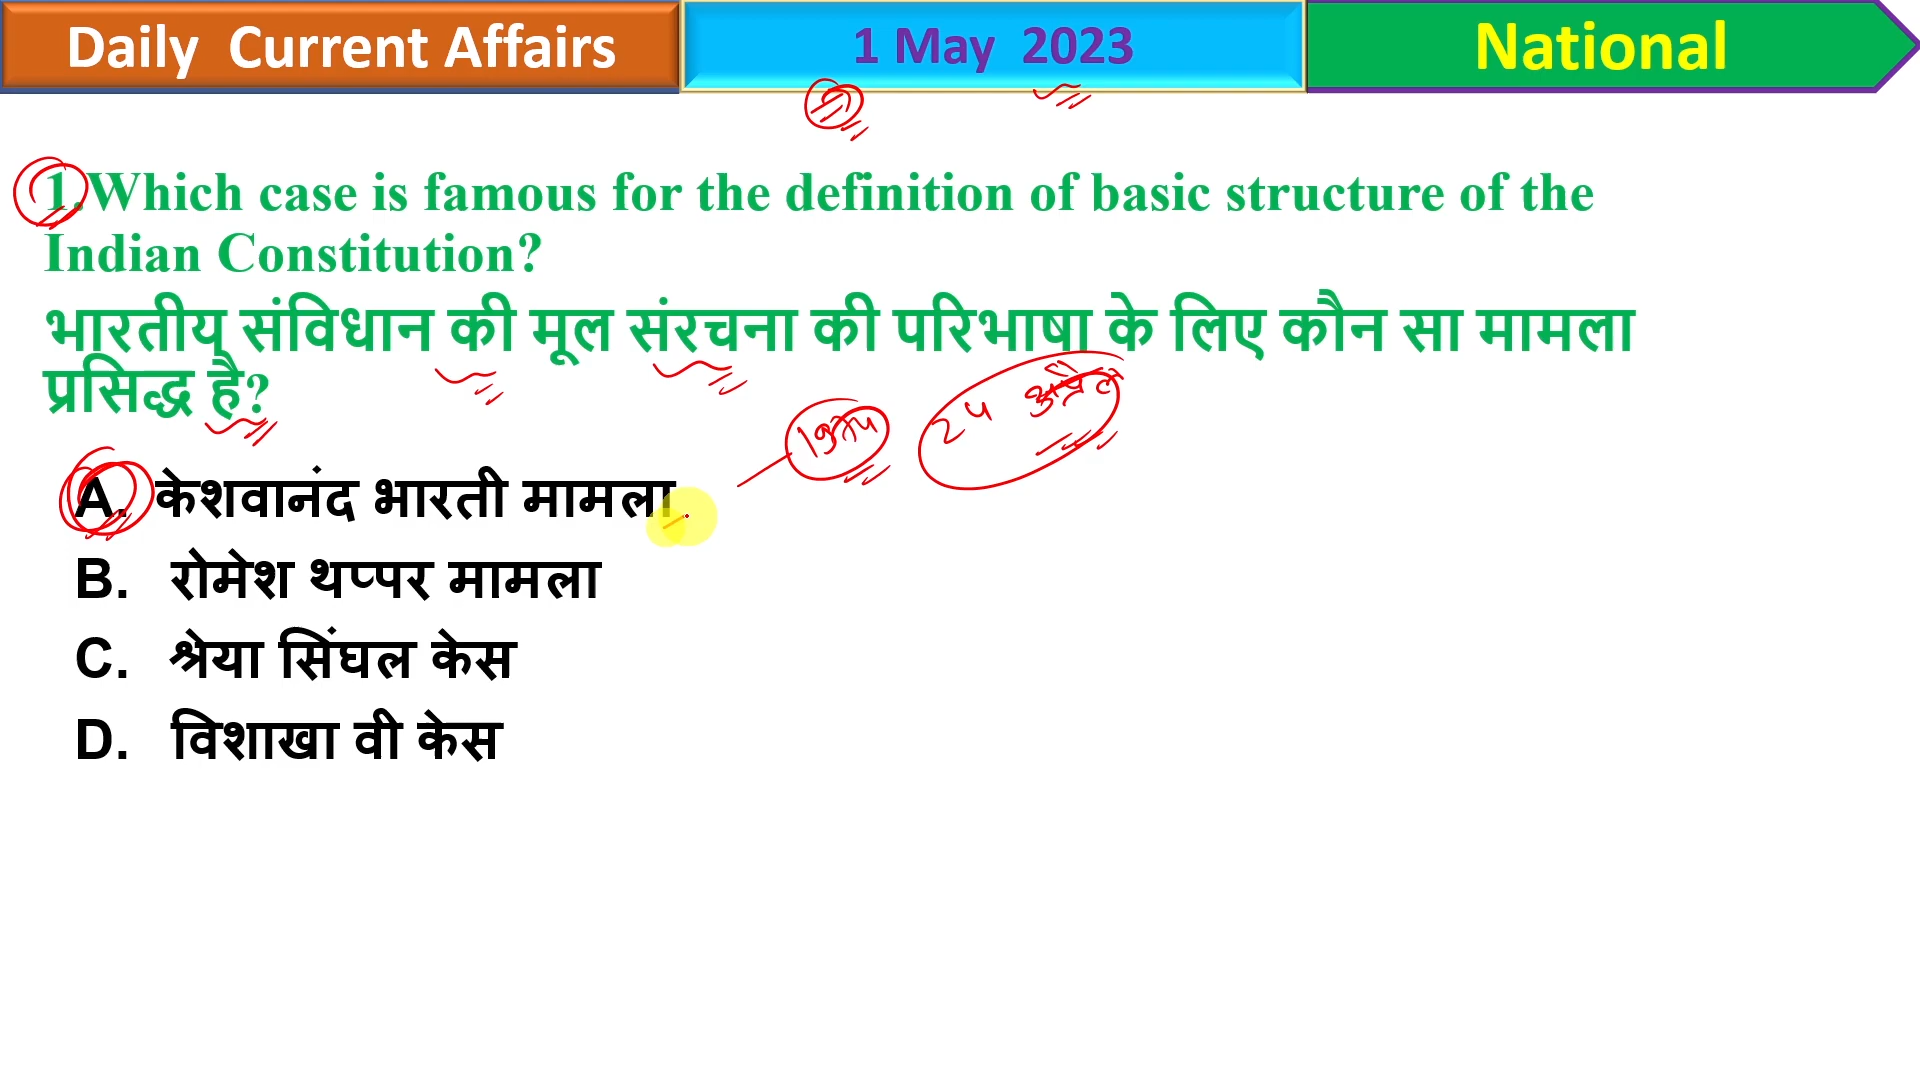 Daily Current Affairs
1 May 2023
National
1.Which case is famous for the definition of basic structure of the
Indian Constitution?
भारतीय संविधान की मूल संरचना की परिभाषा के लिए कौन सा मामला
प्रसिद्ध है?
24 अप्रैल
A. केशवानंद भारती मामला
B. रोमेश थप्पर मामला
C. श्रेया सिंघल केस
D. विशाखा वी केस